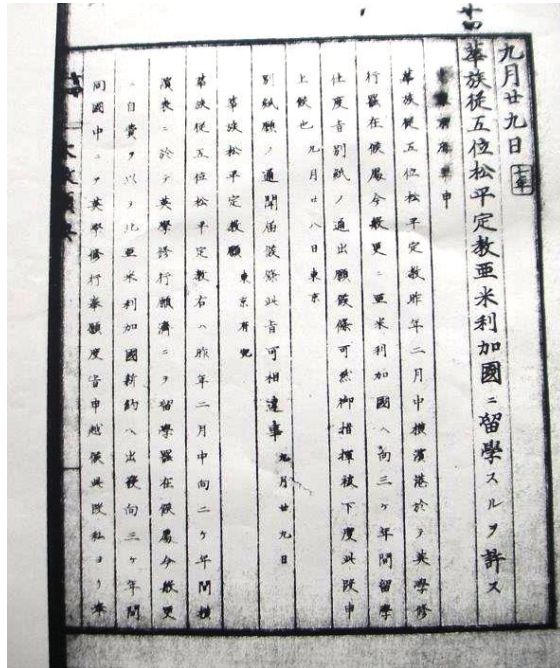 九月廿九日 七年
華族從五位松平定教亜米利加國ニ留學スルヲ許ス
申
華族從五位松平定教昨年二月中橫濱港於テ英學修
行罷在候處今般更ニ亜米利加國ヘ向三ヶ年間留學
仕度旨別紙ノ通出願候條可然御指揮被下度此段申
上候也 九月廿八日東京
別紙願ノ通聞届候條此旨可相達事 九月廿九日
華族松平定教願 東京府宛
華族從五位松平定教右ハ昨年二月中向二ヶ年間橫
濱表ニ於テ英學修行願濟ニテ留學罷在候處今般更
ニ自費ヲ以テ北亜米利加國新約ヘ出後向三ヶ年間
同國中ニテ英學修行奉願度旨申越候此段私ヨリ奉